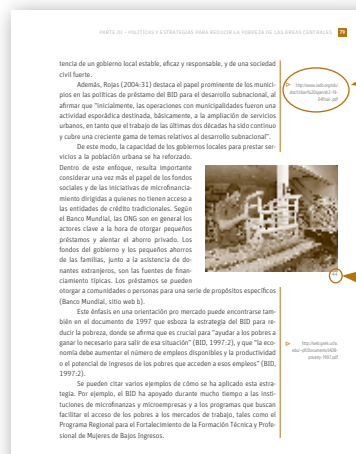 PARTE III – POLÍTICAS Y ESTRATEGIAS PARA REDUCIR LA POBREZA DE LAS ÁREAS CENTRALES 79
tencia de un gobierno local estable, eficaz y responsable, y de una sociedad
civil fuerte.
Además, Rojas (2004:31) destaca el papel prominente de los munici-
pios en las políticas de préstamo del BID para el desarrollo subnacional, al
afirmar que "inicialmente, las operaciones con municipalidades fueron una
actividad esporádica destinada, básicamente, a la ampliación de servicios
urbanos, en tanto que el trabajo de las últimas dos décadas ha sido continuo
y cubre una creciente gama de temas relativos al desarrollo subnacional".
De este modo, la capacidad de los gobiernos locales para prestar ser-
vicios a la población urbana se ha reforzado.
Dentro de este enfoque, resulta importante
considerar una vez más el papel de los fondos
sociales y de las iniciativas de microfinancia-
miento dirigidas a quienes no tienen acceso a
las entidades de crédito tradicionales. Según
el Banco Mundial, las ONG son en general los
actores clave a la hora de otorgar pequeños
préstamos y alentar el ahorro privado. Los
fondos del gobierno y los pequeños ahorros
de las familias, junto a la asistencia de do-
nantes extranjeros, son las fuentes de finan-
ciamiento típicas. Los préstamos se pueden
otorgar a comunidades o personas para una serie de propósitos específicos
(Banco Mundial, sitio web b).
Este énfasis en una orientación pro mercado puede encontrarse tam-
bién en el documento de 1997 que esboza la estrategia del BID para re-
ducir la pobreza, donde se afirma que es crucial para "ayudar a los pobres a
ganar lo necesario para salir de esa situación" (BID, 1997:2), y que "la eco-
nomía debe aumentar el número de empleos disponibles y la productividad
o el potencial de ingresos de los pobres que acceden a esos empleos" (BID,
1997:2).
Se pueden citar varios ejemplos de cómo se ha aplicado esta estra-
tegia. Por ejemplo, el BID ha apoyado durante mucho tiempo a las insti-
tuciones de microfinanzas y microempresas y a los programas que buscan
facilitar el acceso de los pobres a los mercados de trabajo, tales como el
Programa Regional para el Fortalecimiento de la Formación Técnica y Profe-
sional de Mujeres de Bajos Ingresos.